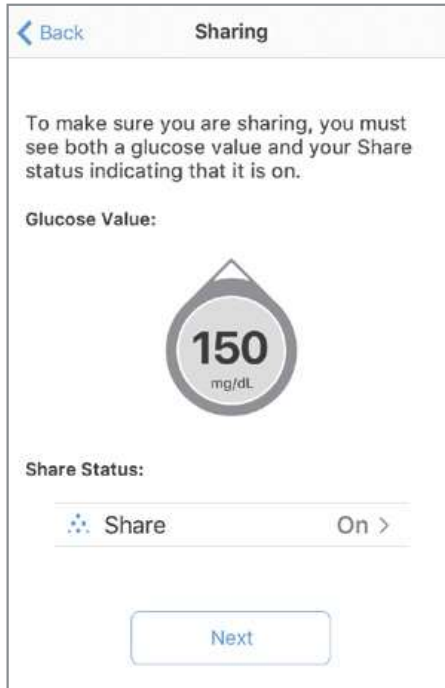 Back
Sharing
To make sure you are sharing, you must
see both a glucose value and your Share
status indicating that it is on.
Glucose Value:
150
mg/dL
Share Status:
Share On
Next